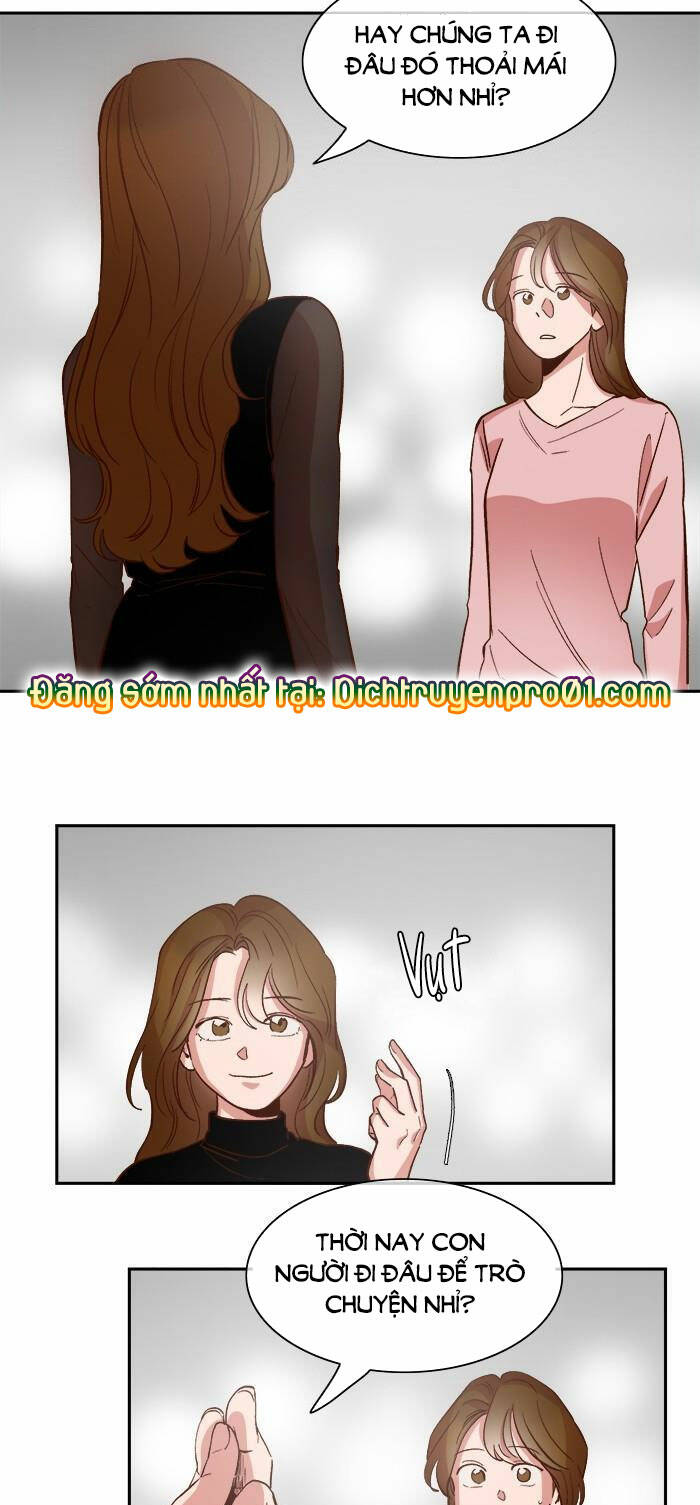 HAY CHÚNG TA ĐI
ĐÂU ĐÓ THOẢI MÁI
HƠN NHỈ?
Đăng sớm nhất tại: Dichtruyenpro01.com
Vụt
THỜI NAY CON
NGƯỜI ĐI ĐÂU ĐỂ TRÒ
CHUYỆN NHỈ?